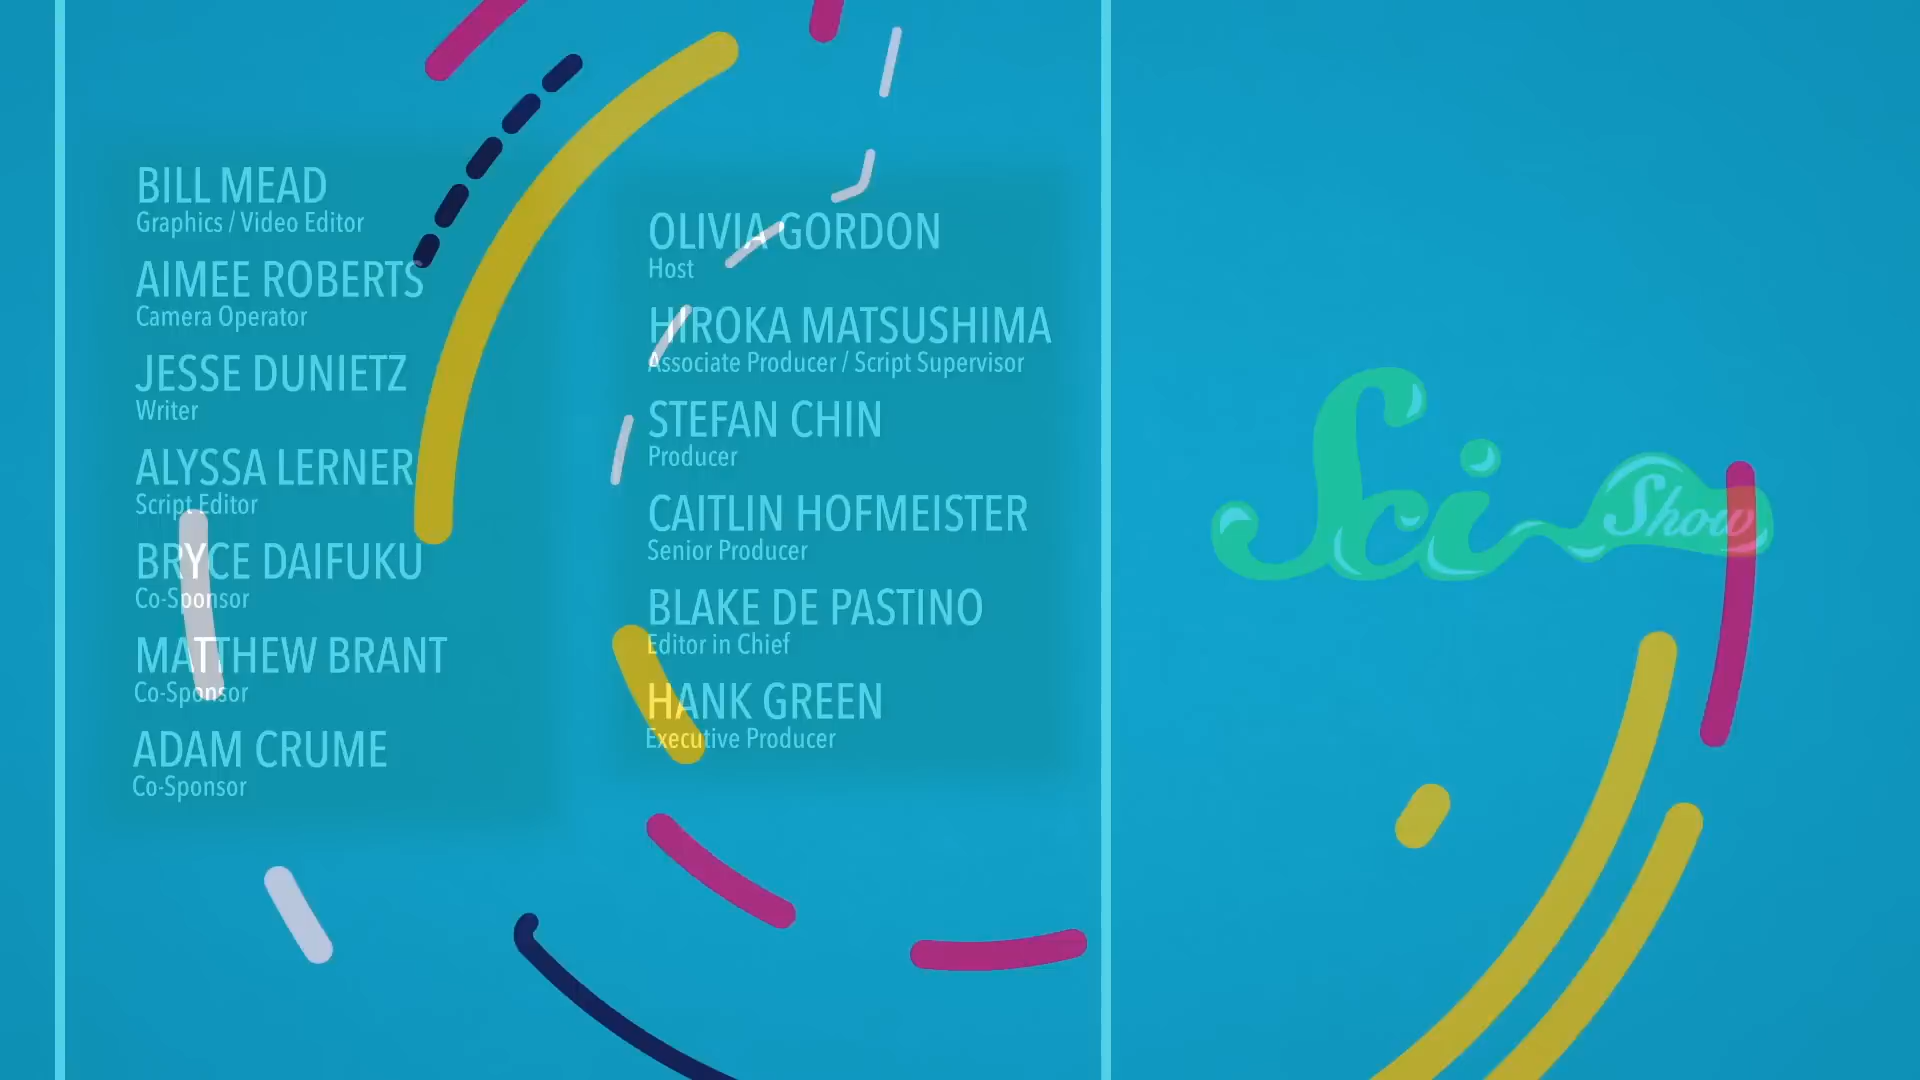 BILL MEAD
Graphics / Video Editor
AIMEE ROBERTS
Camera Operator
JESSE DUNIETZ
Writer
ALYSSA LERNER
Script Editor
BRYCE DAIFUKU
Co-Sponsor
MATTHEW BRANT
Co-Sponsor
ADAM CRUME
Co-Sponsor
OLIVIA GORDON
Host
HIROKA MATSUSHIMA
Associate Producer / Script Supervisor
STEFAN CHIN
Producer
CAITLIN HOFMEISTER
Senior Producer
BLAKE DE PASTINO
Editor in Chief
HANK GREEN
Executive Producer
Sci Show